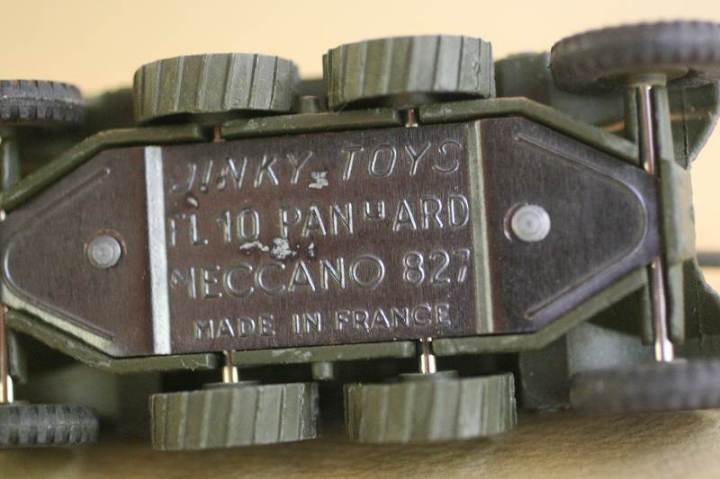 DINKY TOYS
FL 10 PANHARD
MECCANO 827
MADE IN FRANCE